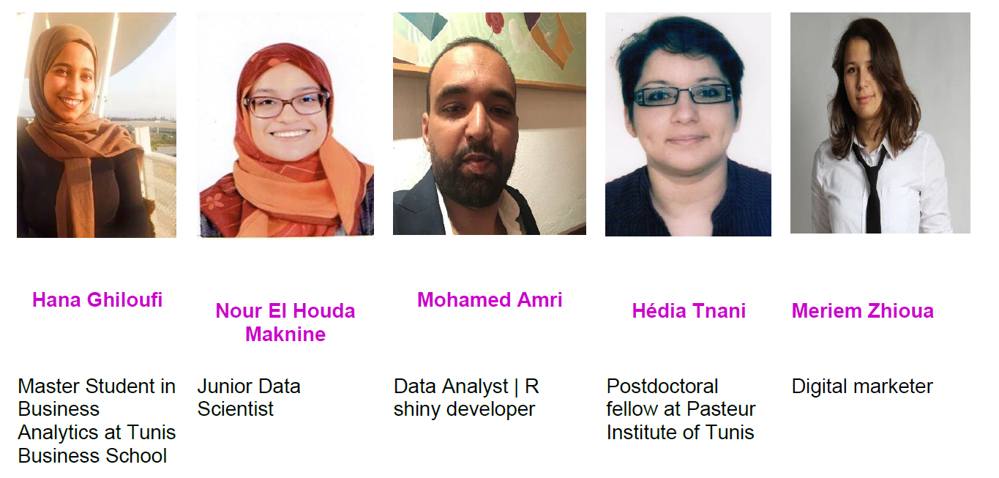 Hana Ghiloufi
Nour El Houda
Maknine
Mohamed Amri
Hédia Tnani
Meriem Zhioua
Master Student in
Business
Analytics at Tunis
Business School
Junior Data
Scientist
Data Analyst | R
shiny developer
Postdoctoral
fellow at Pasteur
Institute of Tunis
Digital marketer